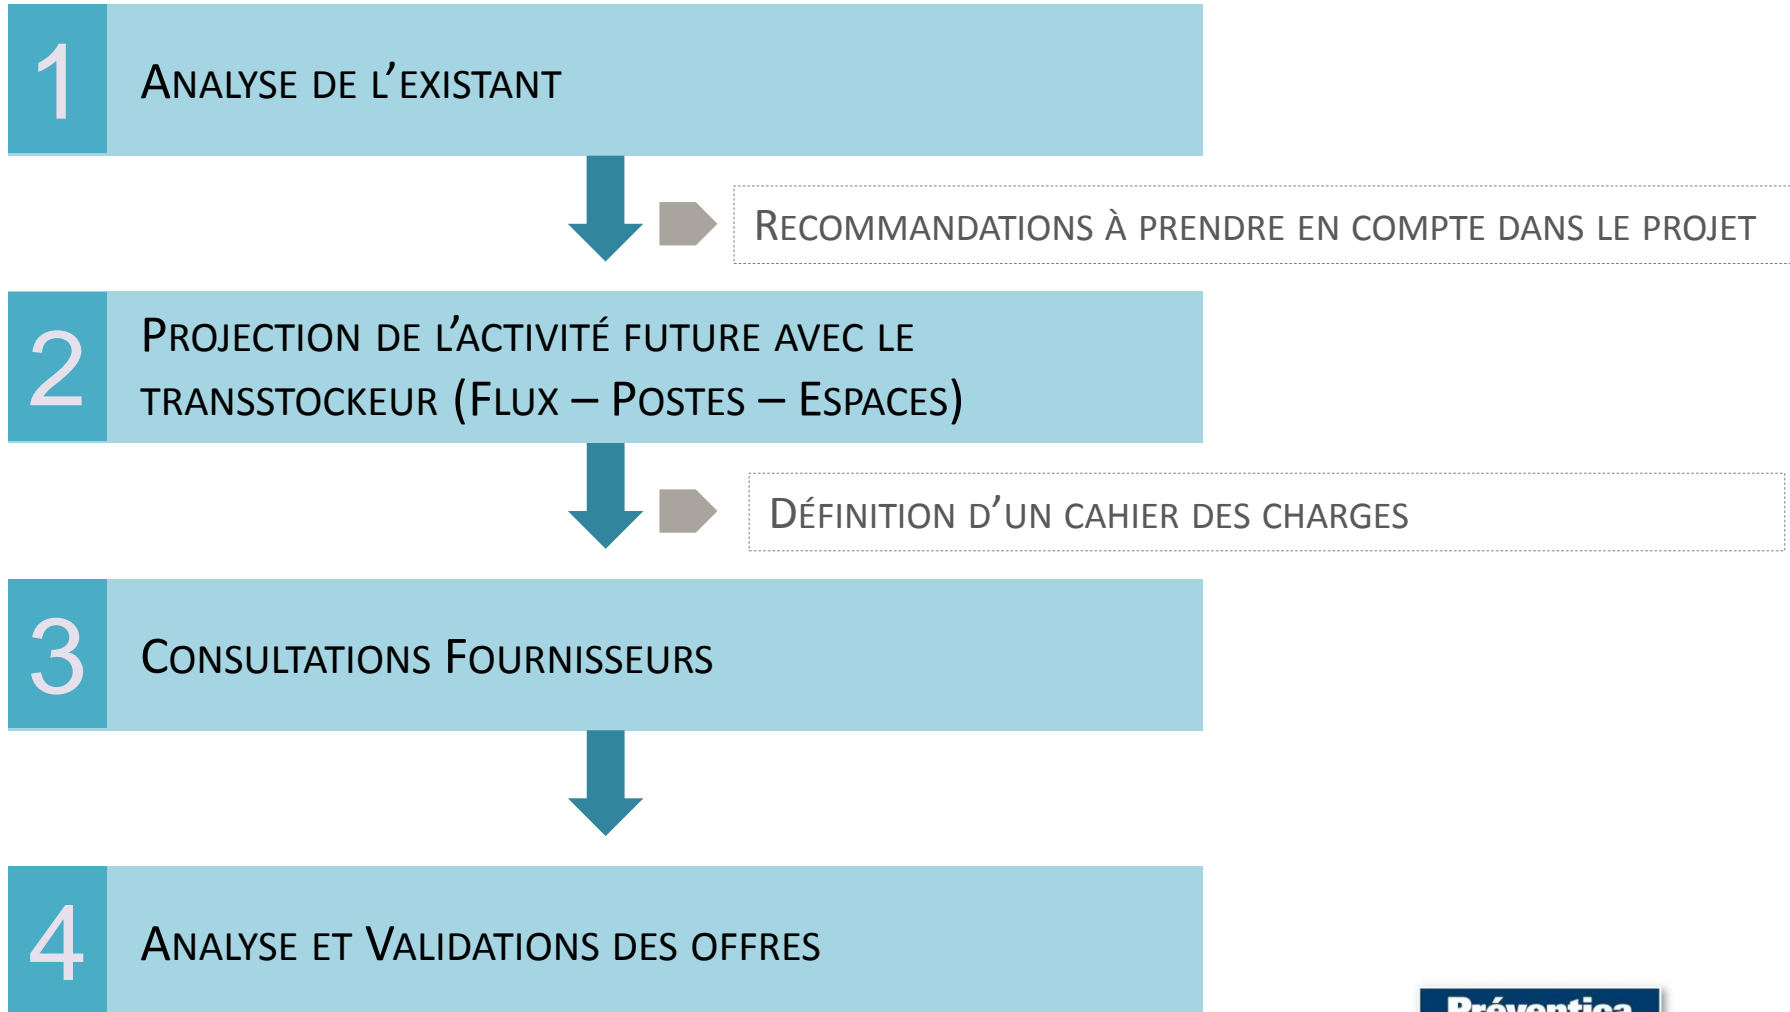 1
Analyse de l’existant
Recommandations à prendre en compte dans le projet
2
Projection de l’activité future avec le
transstockeur (Flux – Postes – Espaces)
Définition d’un cahier des charges
3
Consultations Fournisseurs
4
Analyse et Validations des offres
Préventica